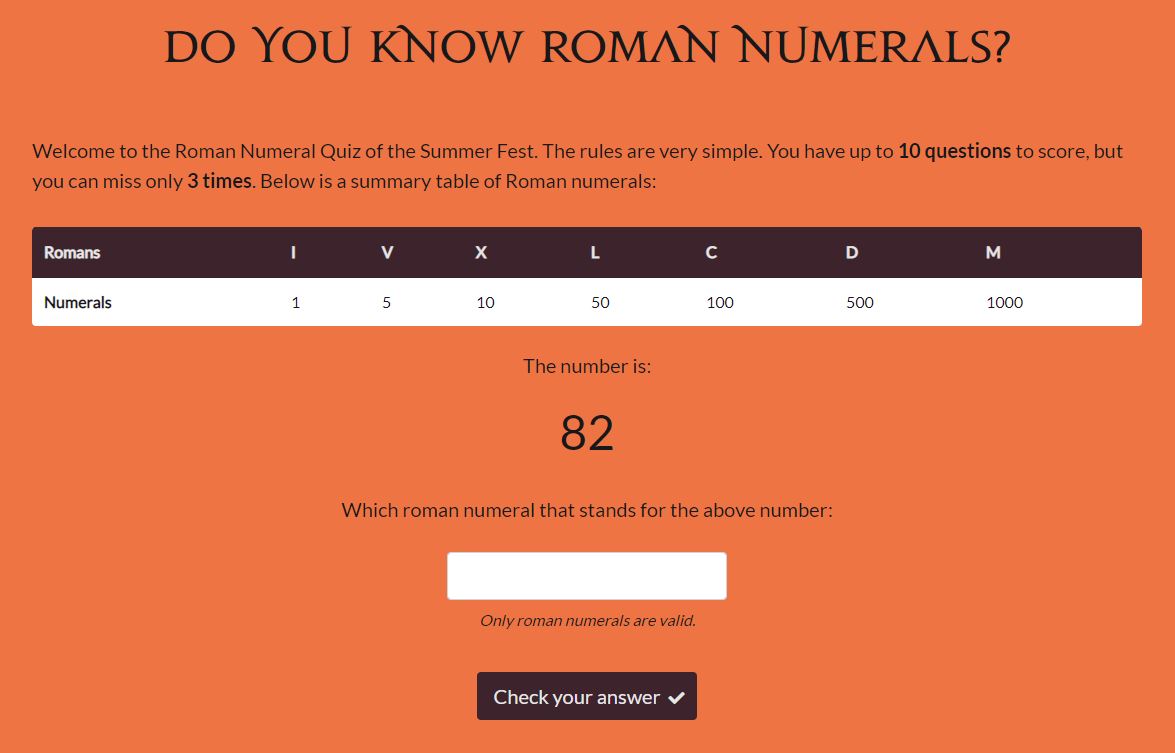 DO YOU KNOW ROMAN NUMERALS?
Welcome to the Roman Numeral Quiz of the Summer Fest. The rules are very simple. You have up to 10 questions to score, but
you can miss only 3 times. Below is a summary table of Roman numerals:
Romans I V X L C D M
Numerals 1 5 10 50 100 500 1000
The number is:
82
Which roman numeral that stands for the above number:
Only roman numerals are valid.
Check your answer